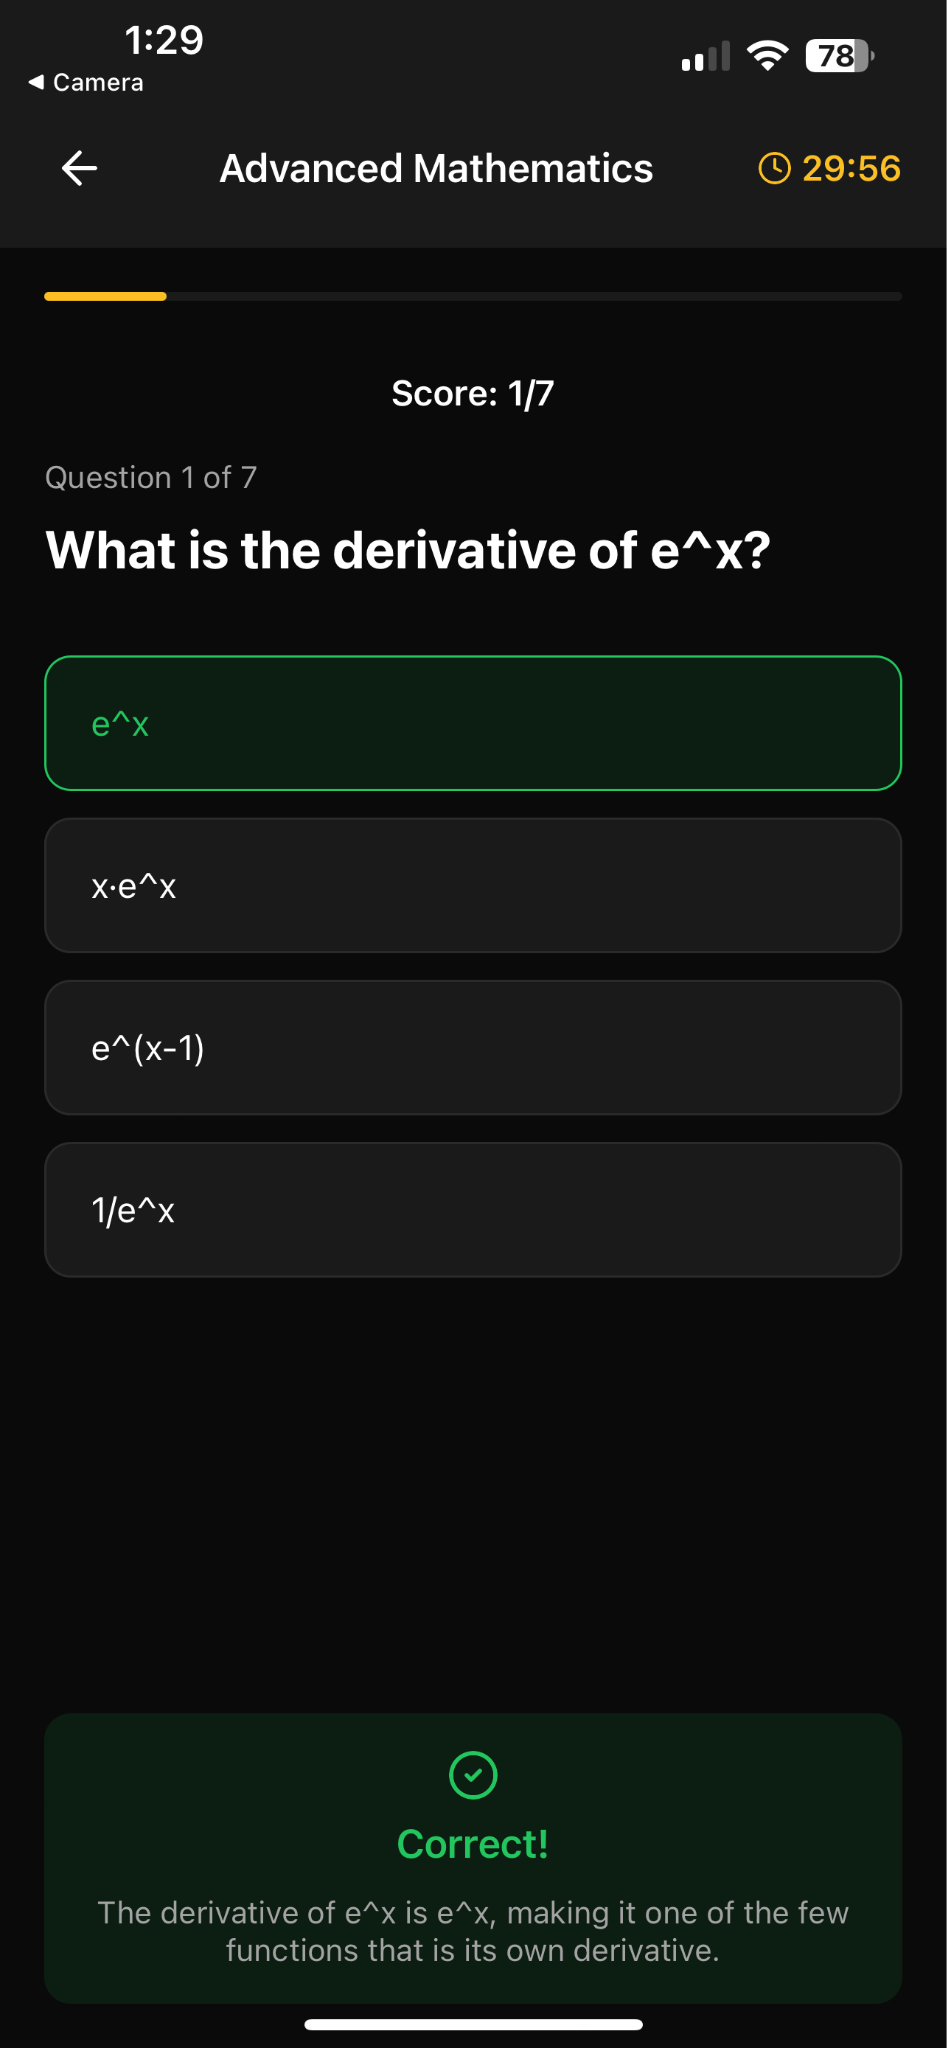 1:29
78
◀ Camera
Advanced Mathematics
29:56
Score: 1/7
Question 1 of 7
What is the derivative of e^x?
e^x
x·e^x
e^(x-1)
1/e^x
Correct!
The derivative of e^x is e^x, making it one of the few
functions that is its own derivative.